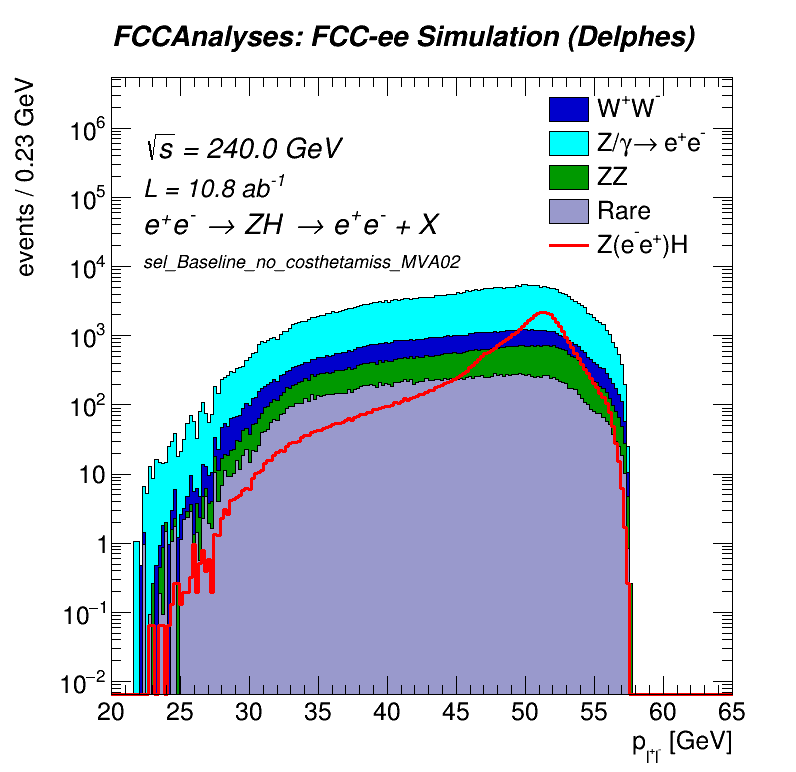 FCCAnalyses: FCC-ee Simulation (Delphes)
events / 0.23 GeV
√s = 240.0 GeV
L = 10.8 ab⁻¹
e⁺e⁻ → ZH → e⁺e⁻ + X
sel_Baseline_no_costhetamiss_MVA02
W⁺W⁻
Z/γ→ e⁺e⁻
ZZ
Rare
Z(e⁻e⁺)H
10⁶
10⁵
10⁴
10³
10²
10
1
10⁻¹
10⁻²
20 25 30 35 40 45 50 55 60 65
p_l⁺l⁻ [GeV]